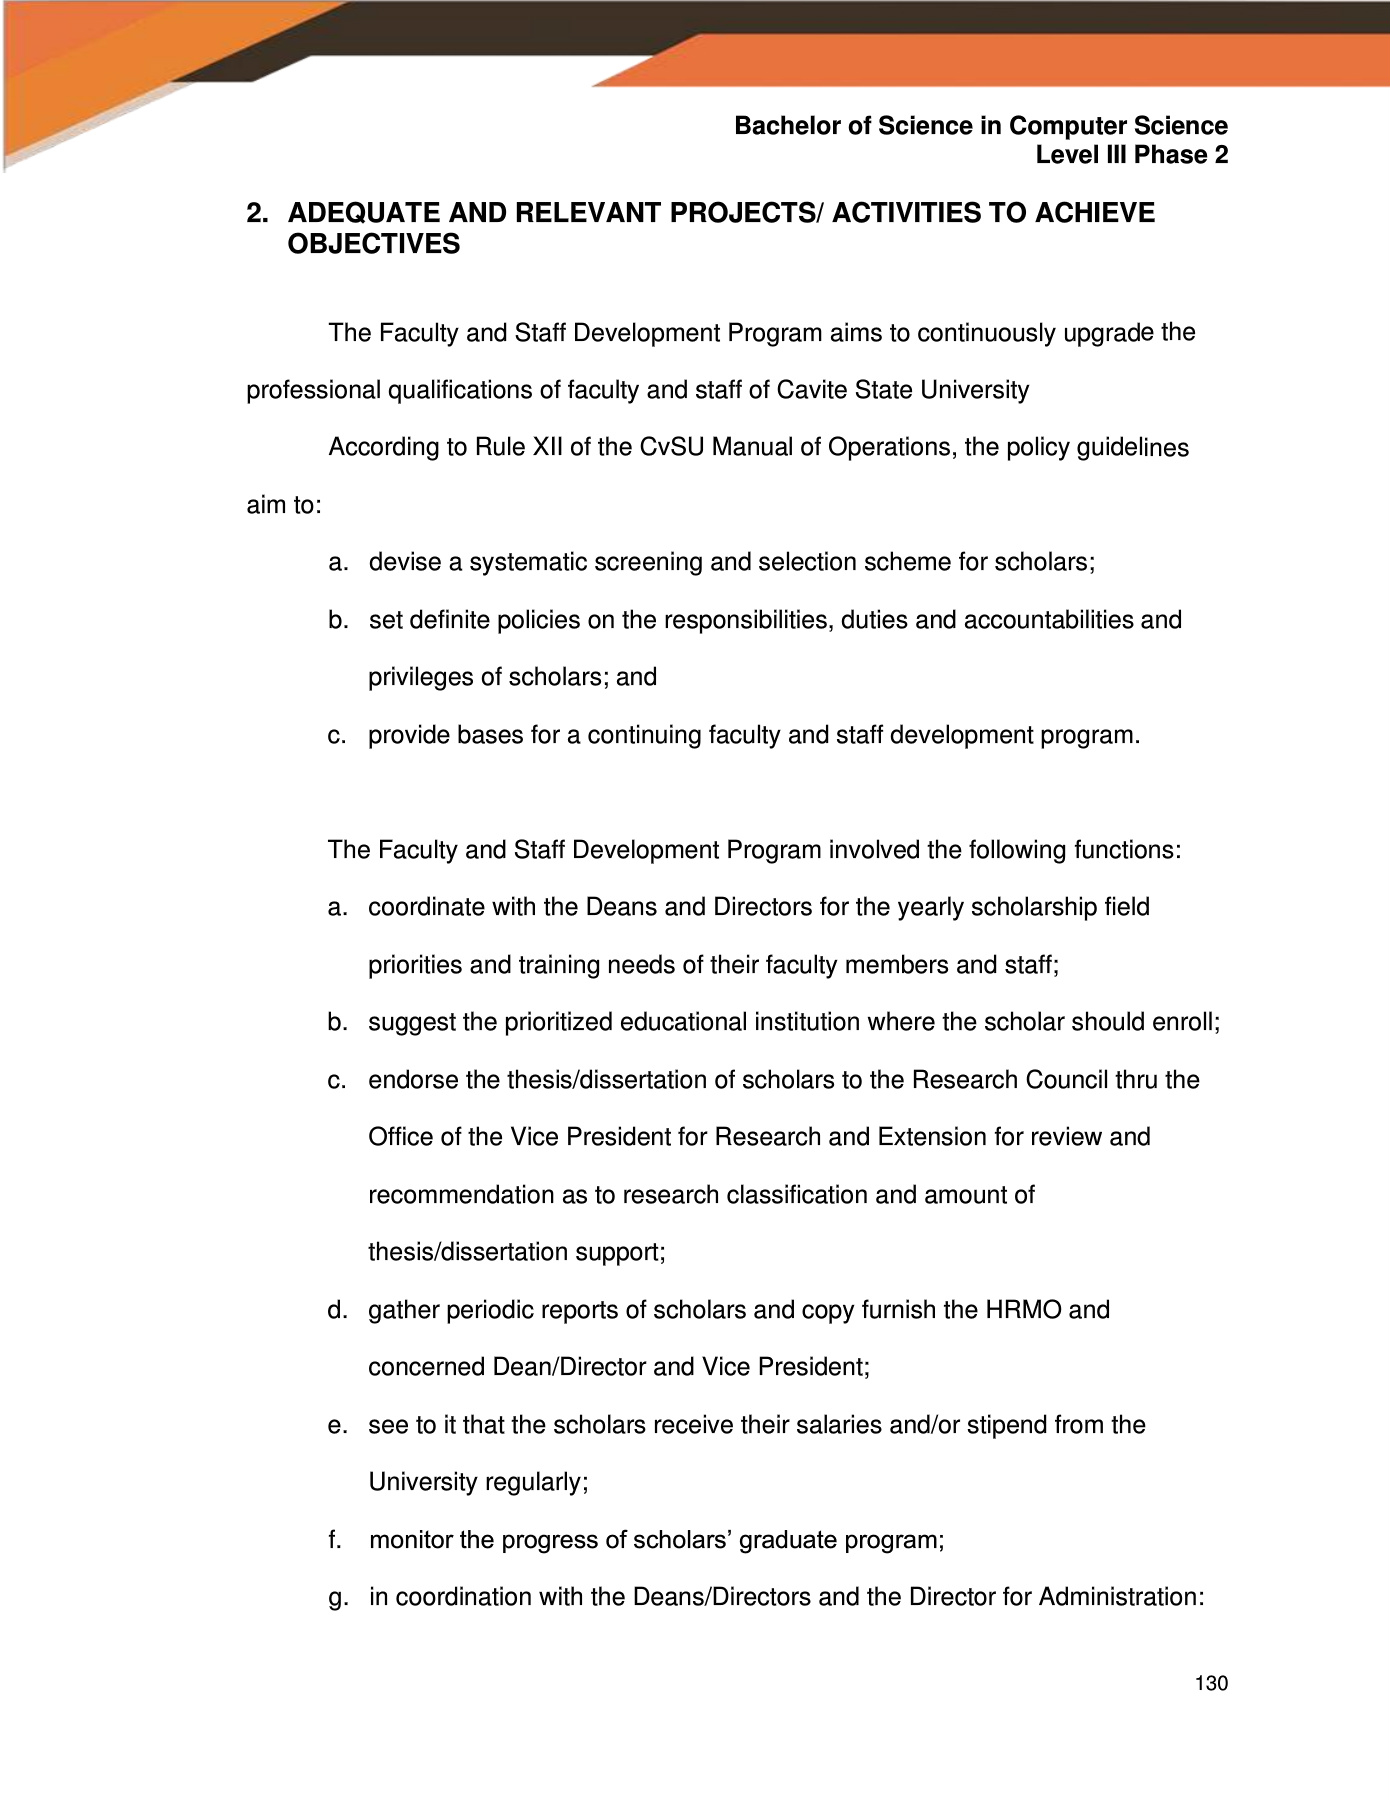 Bachelor of Science in Computer Science
Level III Phase 2
2. ADEQUATE AND RELEVANT PROJECTS/ ACTIVITIES TO ACHIEVE
OBJECTIVES
The Faculty and Staff Development Program aims to continuously upgrade the
professional qualifications of faculty and staff of Cavite State University
According to Rule XII of the CvSU Manual of Operations, the policy guidelines
aim to:
a. devise a systematic screening and selection scheme for scholars;
b. set definite policies on the responsibilities, duties and accountabilities and
privileges of scholars; and
c. provide bases for a continuing faculty and staff development program.
The Faculty and Staff Development Program involved the following functions:
a. coordinate with the Deans and Directors for the yearly scholarship field
priorities and training needs of their faculty members and staff;
b. suggest the prioritized educational institution where the scholar should enroll;
c. endorse the thesis/dissertation of scholars to the Research Council thru the
Office of the Vice President for Research and Extension for review and
recommendation as to research classification and amount of
thesis/dissertation support;
d. gather periodic reports of scholars and copy furnish the HRMO and
concerned Dean/Director and Vice President;
e. see to it that the scholars receive their salaries and/or stipend from the
University regularly;
f. monitor the progress of scholars’ graduate program;
g. in coordination with the Deans/Directors and the Director for Administration:
130